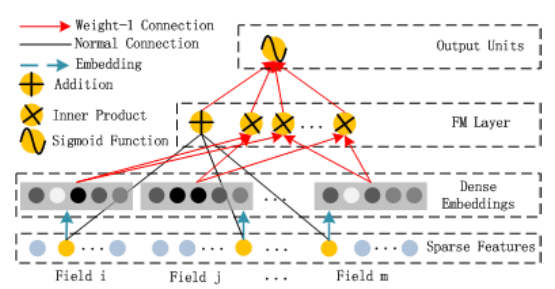 Weight-1 Connection
Normal Connection
Embedding
Addition
Inner Product
Sigmoid Function
Output Units
...
FM Layer
Dense
Embeddings
...
... ... ... ...
Sparse Features
Field i Field j ... Field m